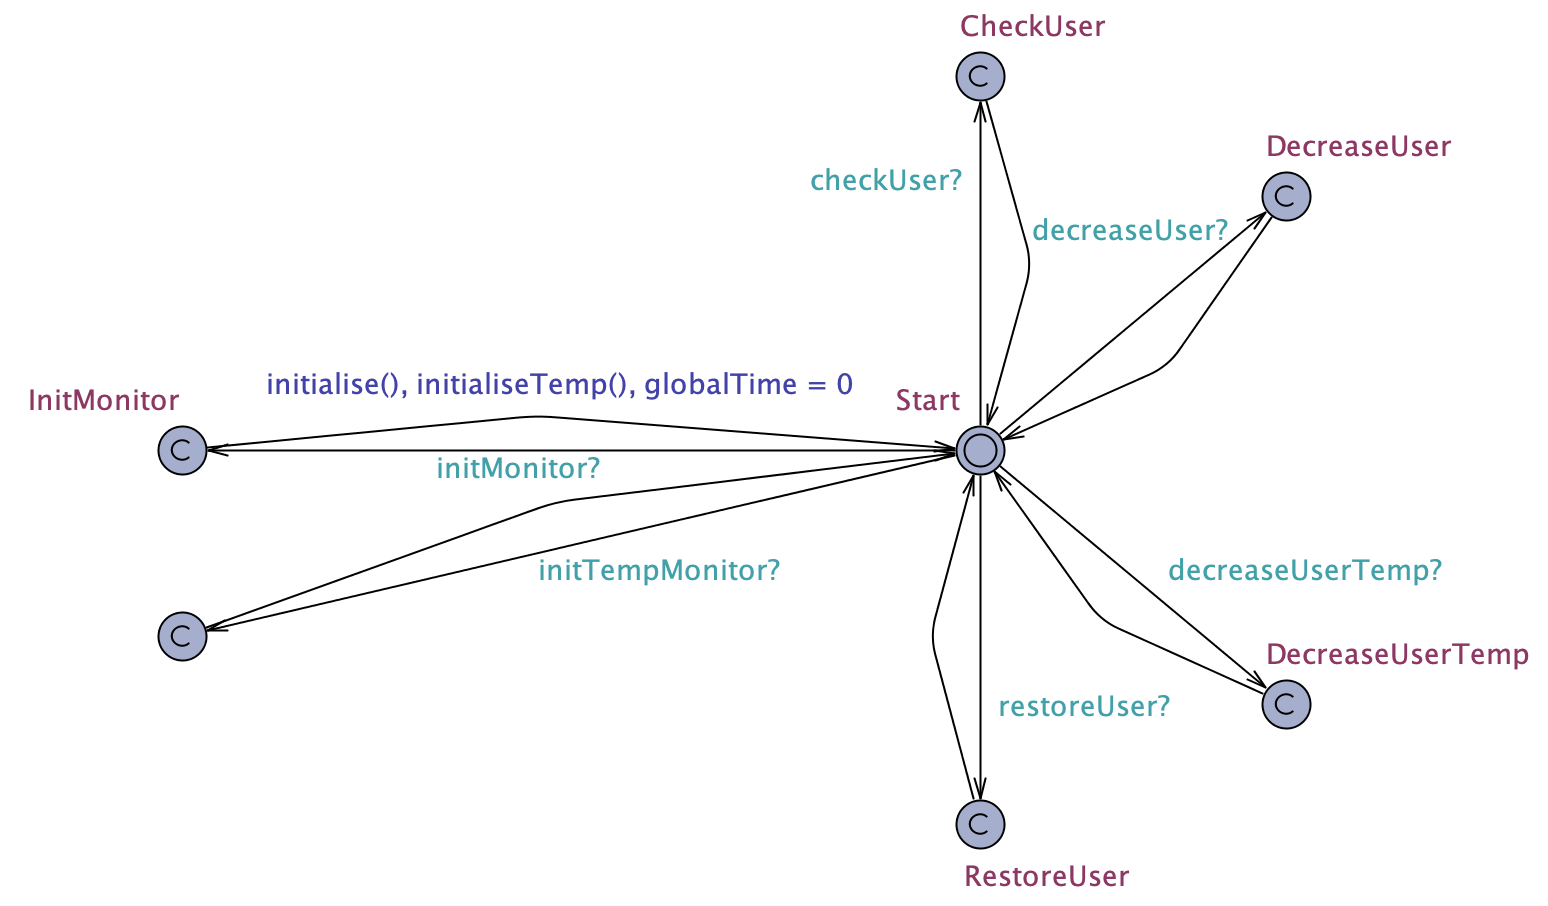 CheckUser
C
DecreaseUser
C
checkUser?
decreaseUser?
initialise(), initialiseTemp(), globalTime = 0
InitMonitor
Start
C
initMonitor?
initTempMonitor?
decreaseUserTemp?
C
DecreaseUserTemp
C
restoreUser?
C
RestoreUser